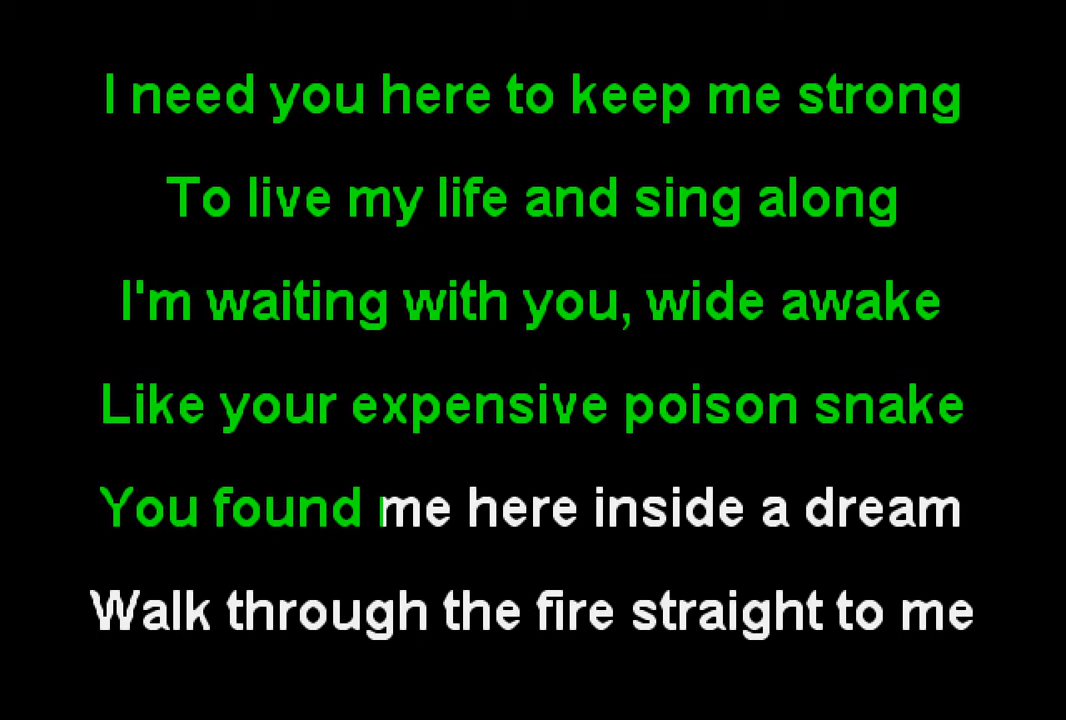 I need you here to keep me strong
To live my life and sing along
I'm waiting with you, wide awake
Like your expensive poison snake
You found me here inside a dream
Walk through the fire straight to me